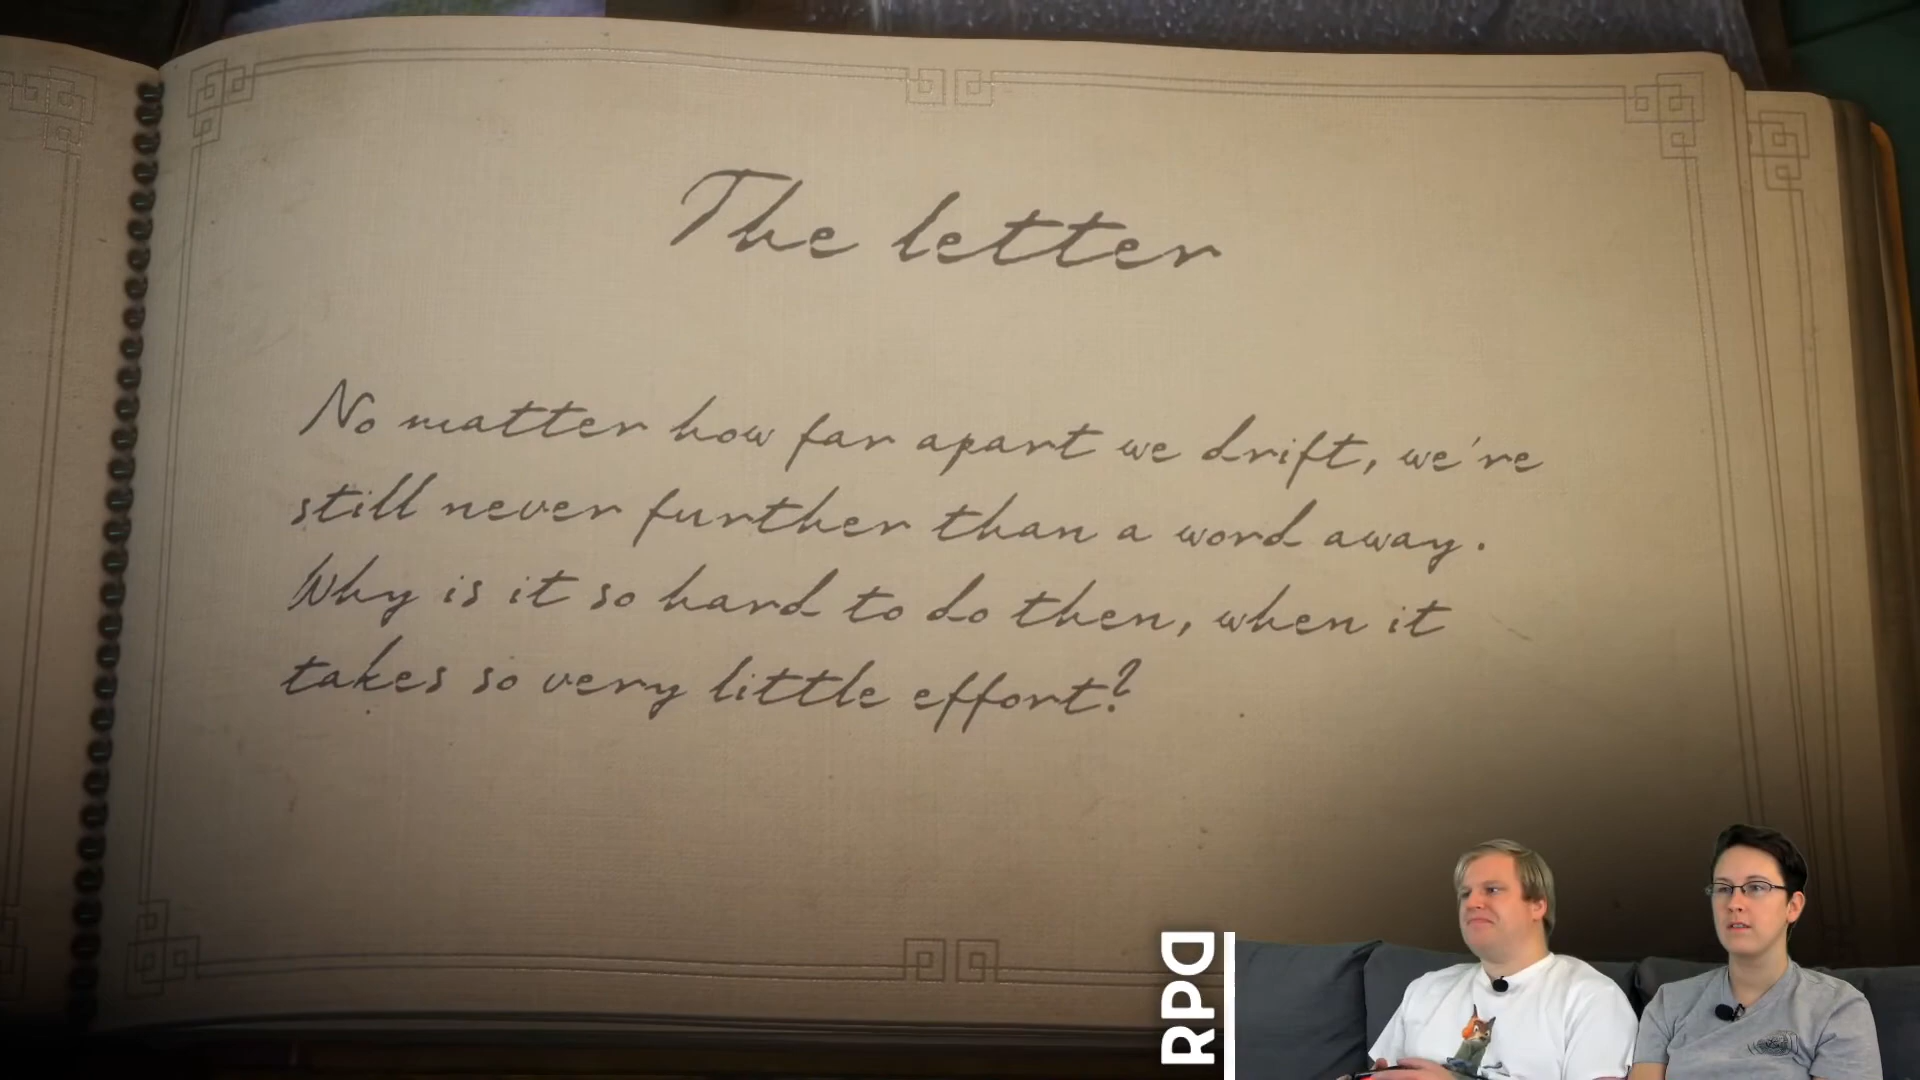 The letter
No matter how far apart we drift, we're
still never further than a word away.
Why is it so hard to do then, when it
takes so very little effort?
RPD